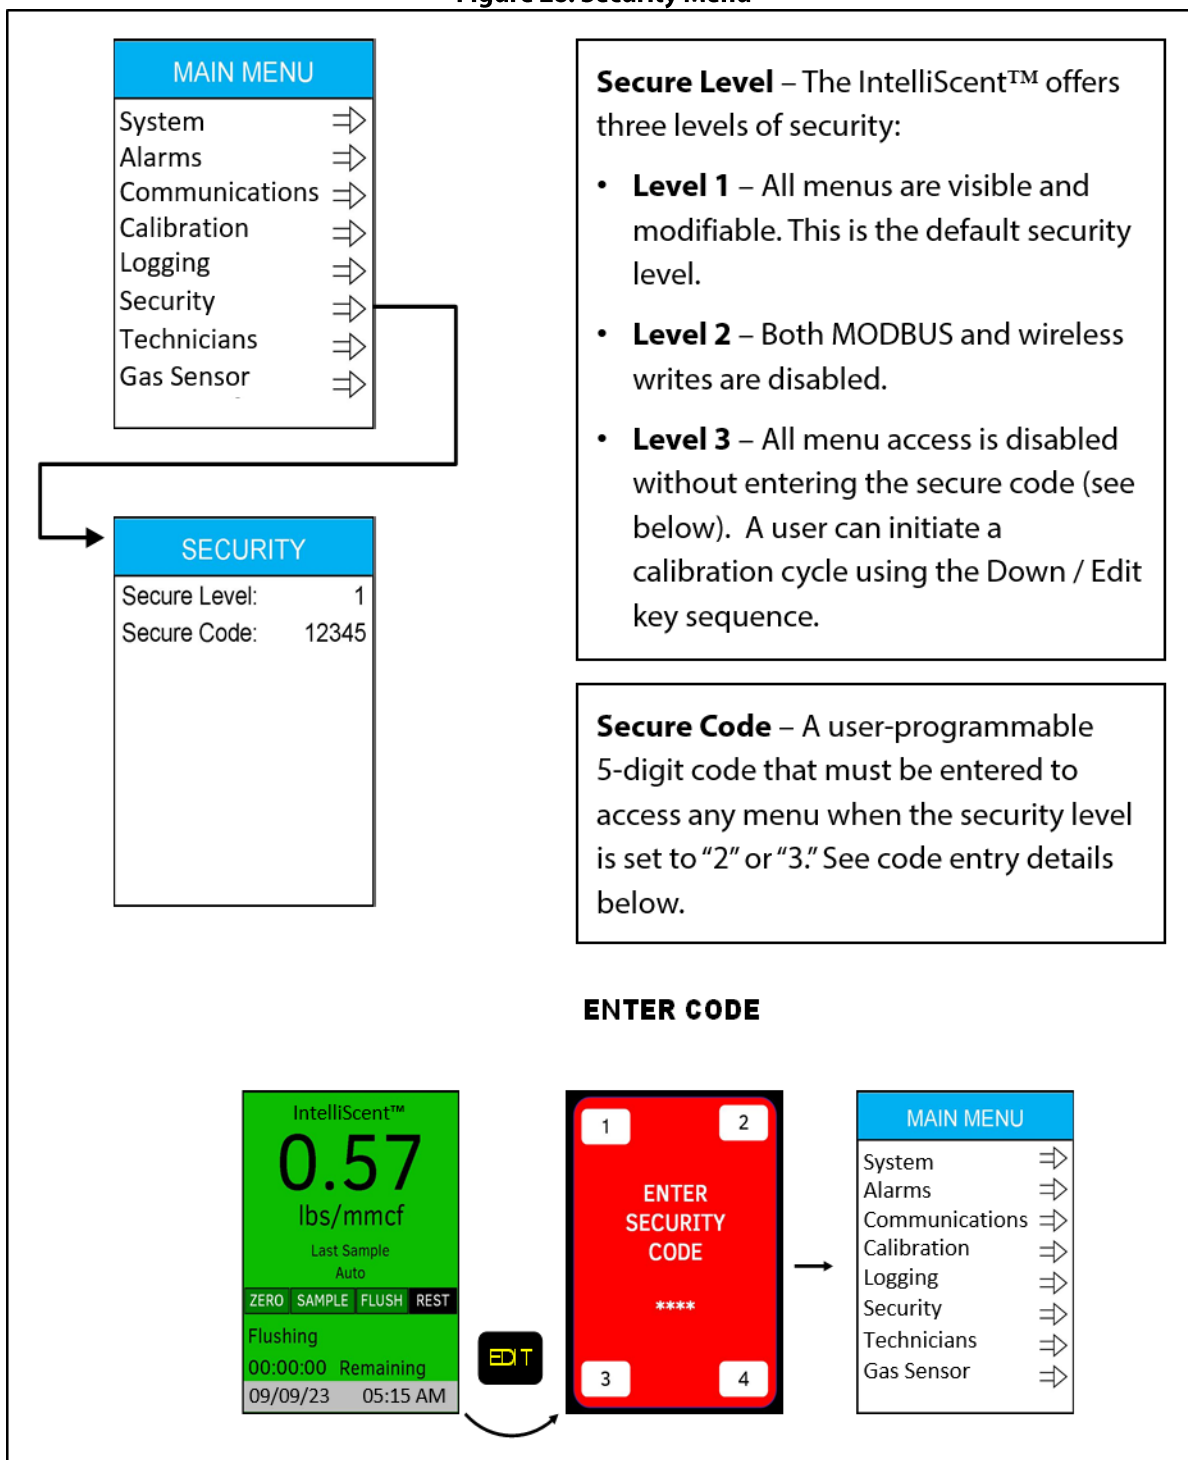 Figure 28. Security Menu
MAIN MENU
System
Alarms
Communications
Calibration
Logging
Security
Technicians
Gas Sensor
SECURITY
Secure Level: 1
Secure Code: 12345
Secure Level – The IntelliScent™ offers
three levels of security:
• Level 1 – All menus are visible and
modifiable. This is the default security
level.
• Level 2 – Both MODBUS and wireless
writes are disabled.
• Level 3 – All menu access is disabled
without entering the secure code (see
below). A user can initiate a
calibration cycle using the Down / Edit
key sequence.
Secure Code – A user-programmable
5-digit code that must be entered to
access any menu when the security level
is set to “2” or “3.” See code entry details
below.
ENTER CODE
IntelliScent™
0.57
lbs/mmcf
Last Sample
Auto
ZERO SAMPLE FLUSH REST
Flushing
00:00:00 Remaining
09/09/23 05:15 AM
EDIT
1 2
ENTER
SECURITY
CODE
****
3 4
MAIN MENU
System
Alarms
Communications
Calibration
Logging
Security
Technicians
Gas Sensor